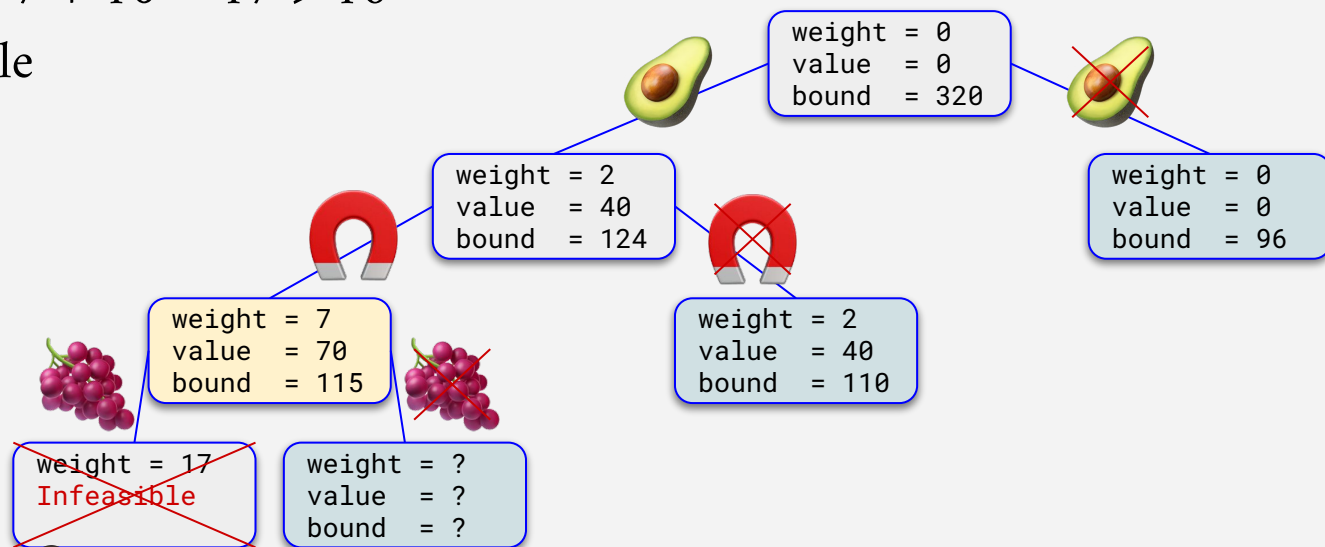 le
weight = 0
value = 0
bound = 320
weight = 2
value = 40
bound = 124
weight = 0
value = 0
bound = 96
weight = 7
value = 70
bound = 115
weight = 2
value = 40
bound = 110
weight = 17
Infeasible
weight = ?
value = ?
bound = ?